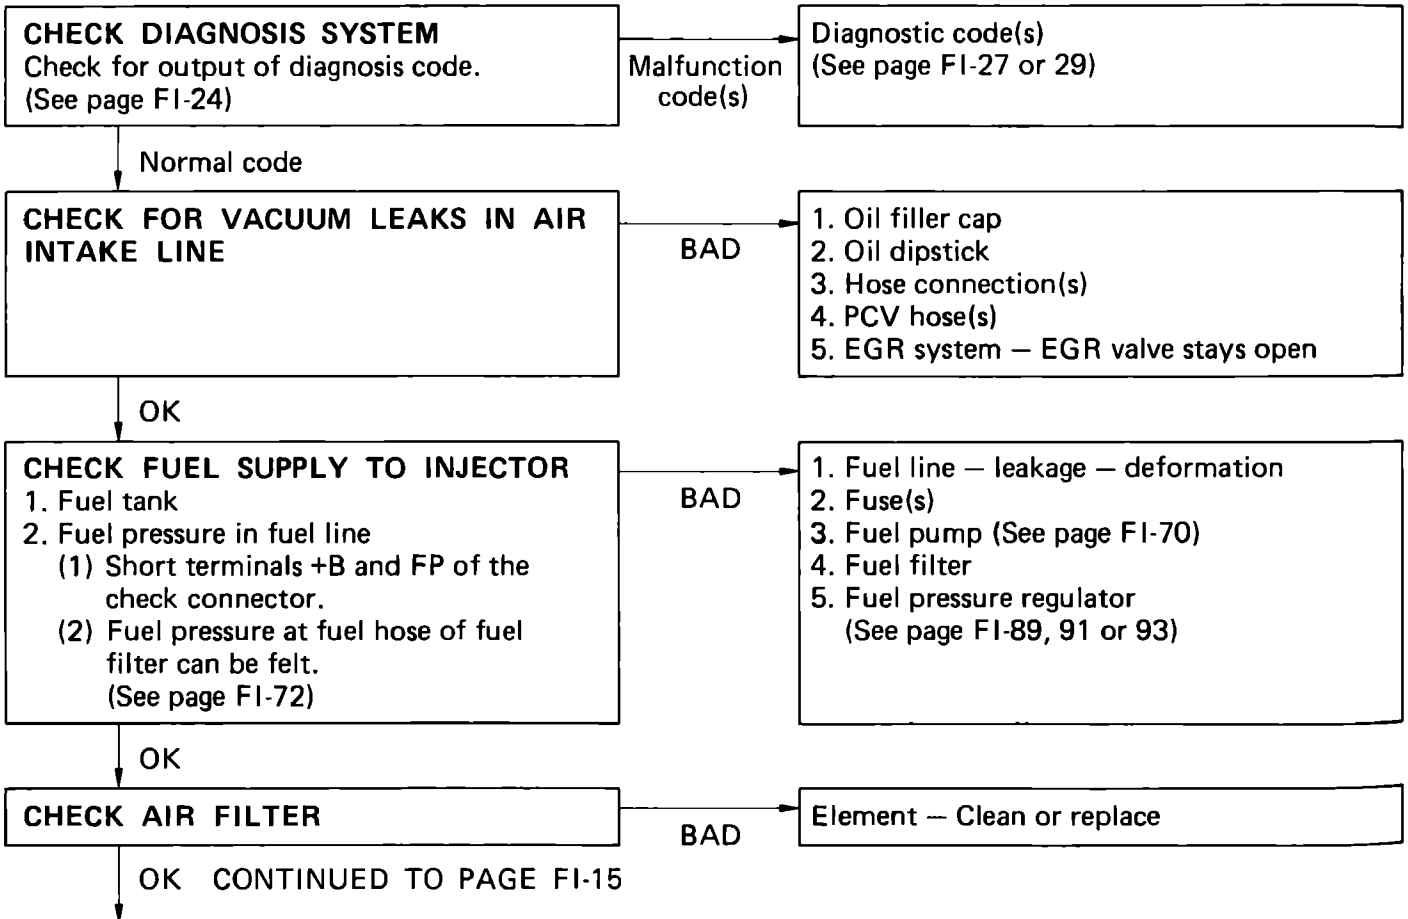 CHECK DIAGNOSIS SYSTEM
Check for output of diagnosis code.
(See page FI-24)
Malfunction
code(s)
Diagnostic code(s)
(See page FI-27 or 29)
Normal code
CHECK FOR VACUUM LEAKS IN AIR
INTAKE LINE
BAD
1. Oil filler cap
2. Oil dipstick
3. Hose connection(s)
4. PCV hose(s)
5. EGR system — EGR valve stays open
OK
CHECK FUEL SUPPLY TO INJECTOR
1. Fuel tank
2. Fuel pressure in fuel line
(1) Short terminals +B and FP of the
check connector.
(2) Fuel pressure at fuel hose of fuel
filter can be felt.
(See page FI-72)
BAD
1. Fuel line — leakage — deformation
2. Fuse(s)
3. Fuel pump (See page FI-70)
4. Fuel filter
5. Fuel pressure regulator
(See page FI-89, 91 or 93)
OK
CHECK AIR FILTER
BAD
Element — Clean or replace
OK CONTINUED TO PAGE FI-15